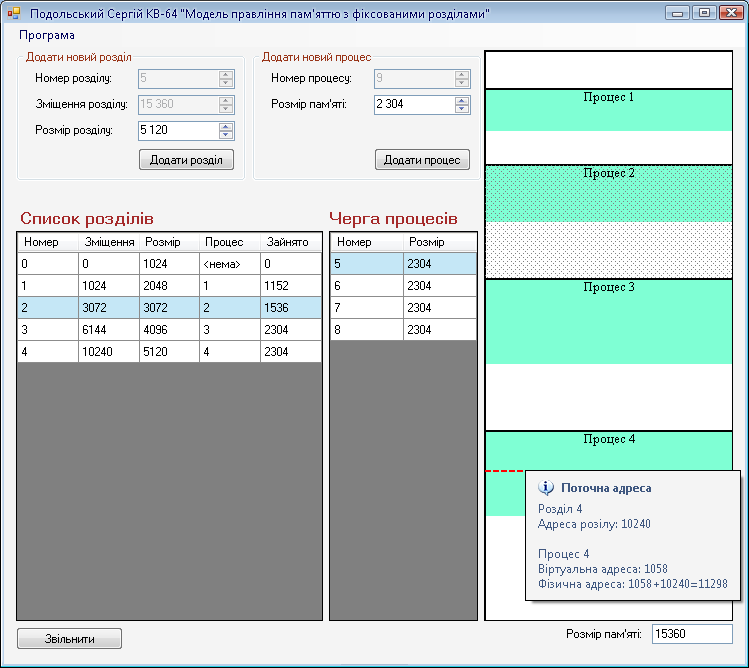 Подольський Сергій КВ-64 "Модель правління пам'яттю з фіксованими розділами"
Програма
Додати новий розділ
Номер розділу: 5
Зміщення розділу: 15 360
Розмір розділу: 5 120
Додати розділ
Додати новий процес
Номер процесу: 9
Розмір пам'яті: 2 304
Додати процес
Список розділів
Номер Зміщення Розмір Процес Зайнято
0 0 1024 <нема> 0
1 1024 2048 1 1152
2 3072 3072 2 1536
3 6144 4096 3 2304
4 10240 5120 4 2304
Звільнити
Черга процесів
Номер Розмір
5 2304
6 2304
7 2304
8 2304
Процес 1
Процес 2
Процес 3
Процес 4
Поточна адреса
Розділ 4
Адреса розілу: 10240
Процес 4
Віртуальна адреса: 1058
Фізична адреса: 1058+10240=11298
Розмір пам'яті: 15360